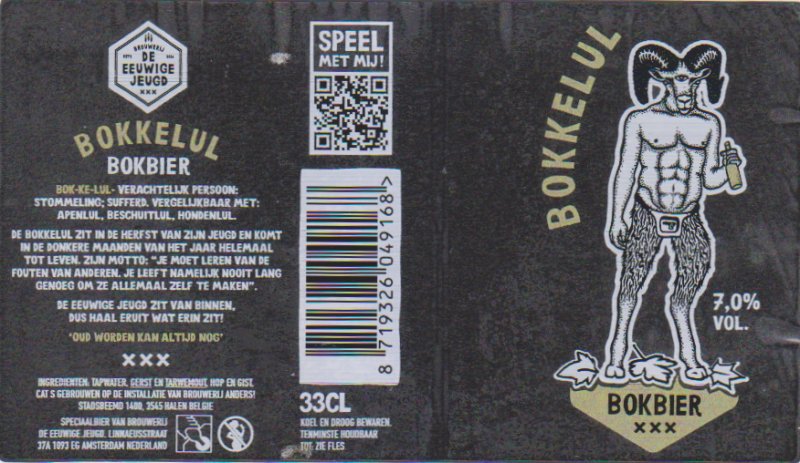 BROUWERIJ
DE
EEUWIGE
JEUGD
XXX
BOKKELUL
BOKBIER
BOK-KE-LUL- VERACHTELIJK PERSOON:
STOMMELING; SUFFERD. VERGELIJKBAAR MET:
APENLUL, BESCHUITLUL, HONDENLUL.
DE BOKKELUL ZIT IN DE HERFST VAN ZIJN JEUGD EN KOMT
IN DE DONKERE MAANDEN VAN HET JAAR HELEMAAL
TOT LEVEN. ZIJN MOTTO: "JE MOET LEREN VAN DE
FOUTEN VAN ANDEREN. JE LEEFT NAMELIJK NOOIT LANG
GENOEG OM ZE ALLEMAAL ZELF TE MAKEN".
DE EEUWIGE JEUGD ZIT VAN BINNEN,
DUS HAAL ERUIT WAT ERIN ZIT!
'OUD WORDEN KAN ALTIJD NOG'
XXX
INGREDIENTEN: TAPWATER, GERST EN TARWEMOUT, HOP EN GIST.
CAT S GEBROUWEN OP DE INSTALLATIE VAN BROUWERIJ ANDERS!
STADSBEEMD 1400, 3545 HALEN BELGIE
SPECIAALBIER VAN BROUWERIJ
DE EEUWIGE JEUGD. LINNAEUSSTRAAT
37A 1093 EG AMSTERDAM NEDERLAND
SPEEL
MET MIJ!
8 719326 049168>
33CL
KOEL EN DROOG BEWAREN.
TENMINSTE HOUDBAAR
TOT ZIE FLES
BOKKELUL
7,0%
VOL.
BOKBIER
XXX